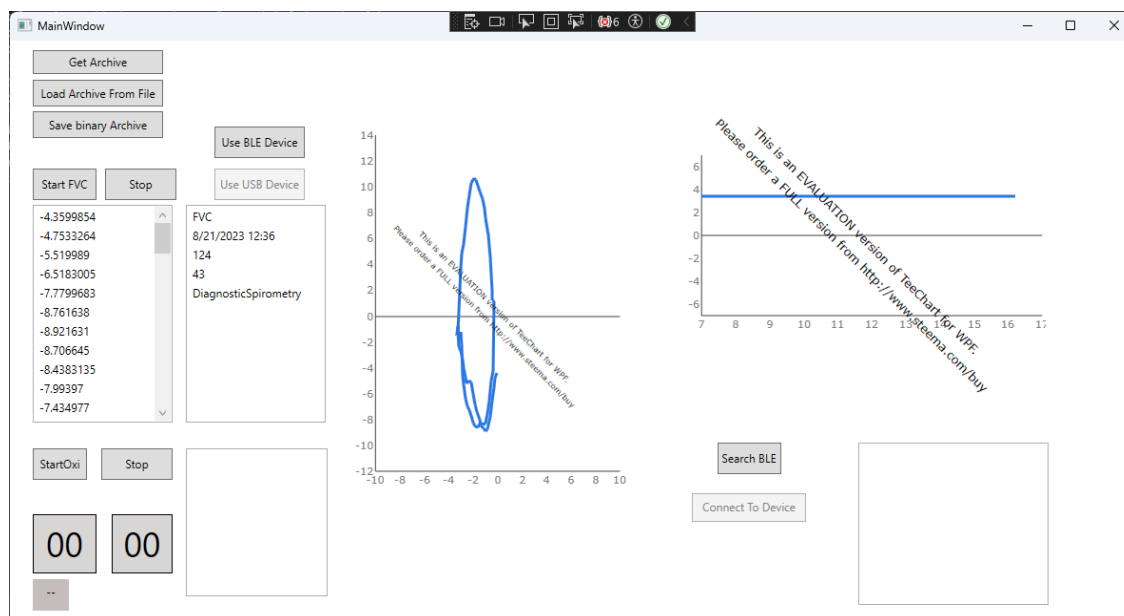 MainWindow
6
Get Archive
Load Archive From File
Save binary Archive
Use BLE Device
Start FVC
Stop
Use USB Device
-4.3599854
-4.7533264
-5.519989
-6.5183005
-7.7799683
-8.761638
-8.921631
-8.706645
-8.4383135
-7.99397
-7.434977
FVC
8/21/2023 12:36
124
43
DiagnosticSpirometry
14
12
10
8
6
4
2
0
-2
-4
-6
-8
-10
-12
-10 -8 -6 -4 -2 0 2 4 6 8 10
This is an EVALUATION version of TeeChart for WPF.
Please order a FULL version from http://www.steema.com/buy
6
4
2
0
-2
-4
-6
7 8 9 10 11 12 13 14 15 16 17
This is an EVALUATION version of TeeChart for WPF.
Please order a FULL version from http://www.steema.com/buy
StartOxi
Stop
00
00
--
Search BLE
Connect To Device